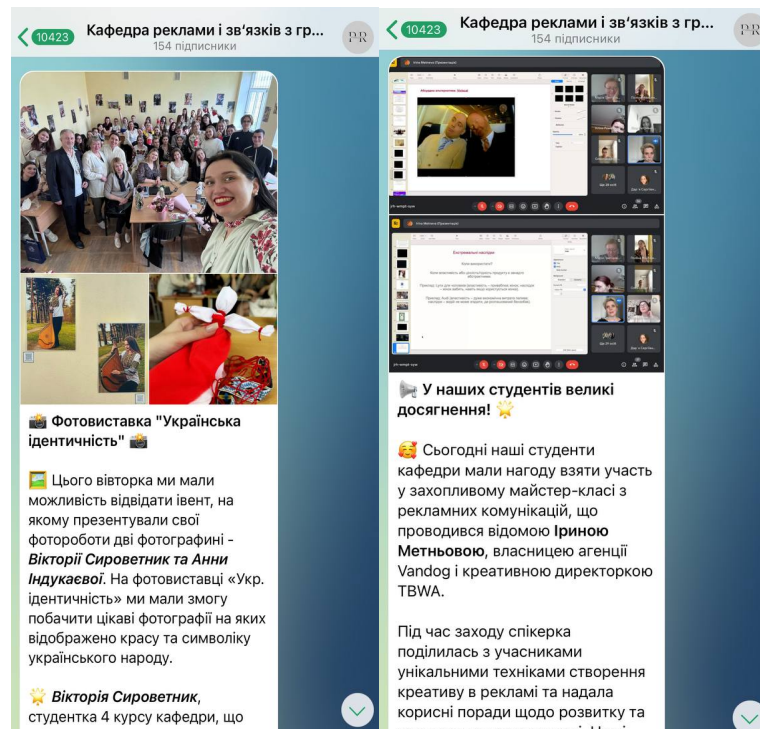 10423
Кафедра реклами і зв‘язків з гр...
154 підписники
PR
📸 Фотовиставка "Українська
ідентичність" 📸
🖼 Цього вівторка ми мали
можливість відвідати івент, на
якому презентували свої
фотороботи дві фотографині -
Вікторії Сироветник та Анни
Індукаєвої. На фотовиставці «Укр.
ідентичність» ми мали змогу
побачити цікаві фотографії на яких
відображено красу та символіку
українського народу.
🌟 Вікторія Сироветник,
студентка 4 курсу кафедри, що
10423
Кафедра реклами і зв‘язків з гр...
154 підписники
PR
Екстремальні наслідки
📢 У наших студентів великі
досягнення! 🌟
🥰 Сьогодні наші студенти
кафедри мали нагоду взяти участь
у захопливому майстер-класі з
рекламних комунікацій, що
проводився відомою Іриною
Метньовою, власницею агенції
Vandog і креативною директоркою
TBWA.
Під час заходу спікерка
поділилась з учасниками
унікальними техніками створення
креативу в рекламі та надала
корисні поради щодо розвитку та